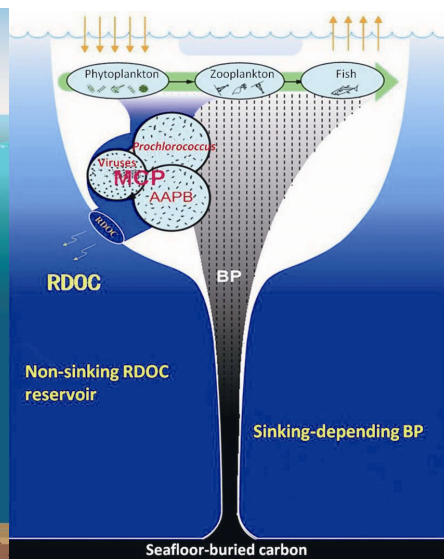 Phytoplankton Zooplankton Fish
Prochlorococcus
Viruses
MCP
AAPB
RDOC
BP
RDOC
Non-sinking RDOC
reservoir
Sinking-depending BP
Seafloor-buried carbon